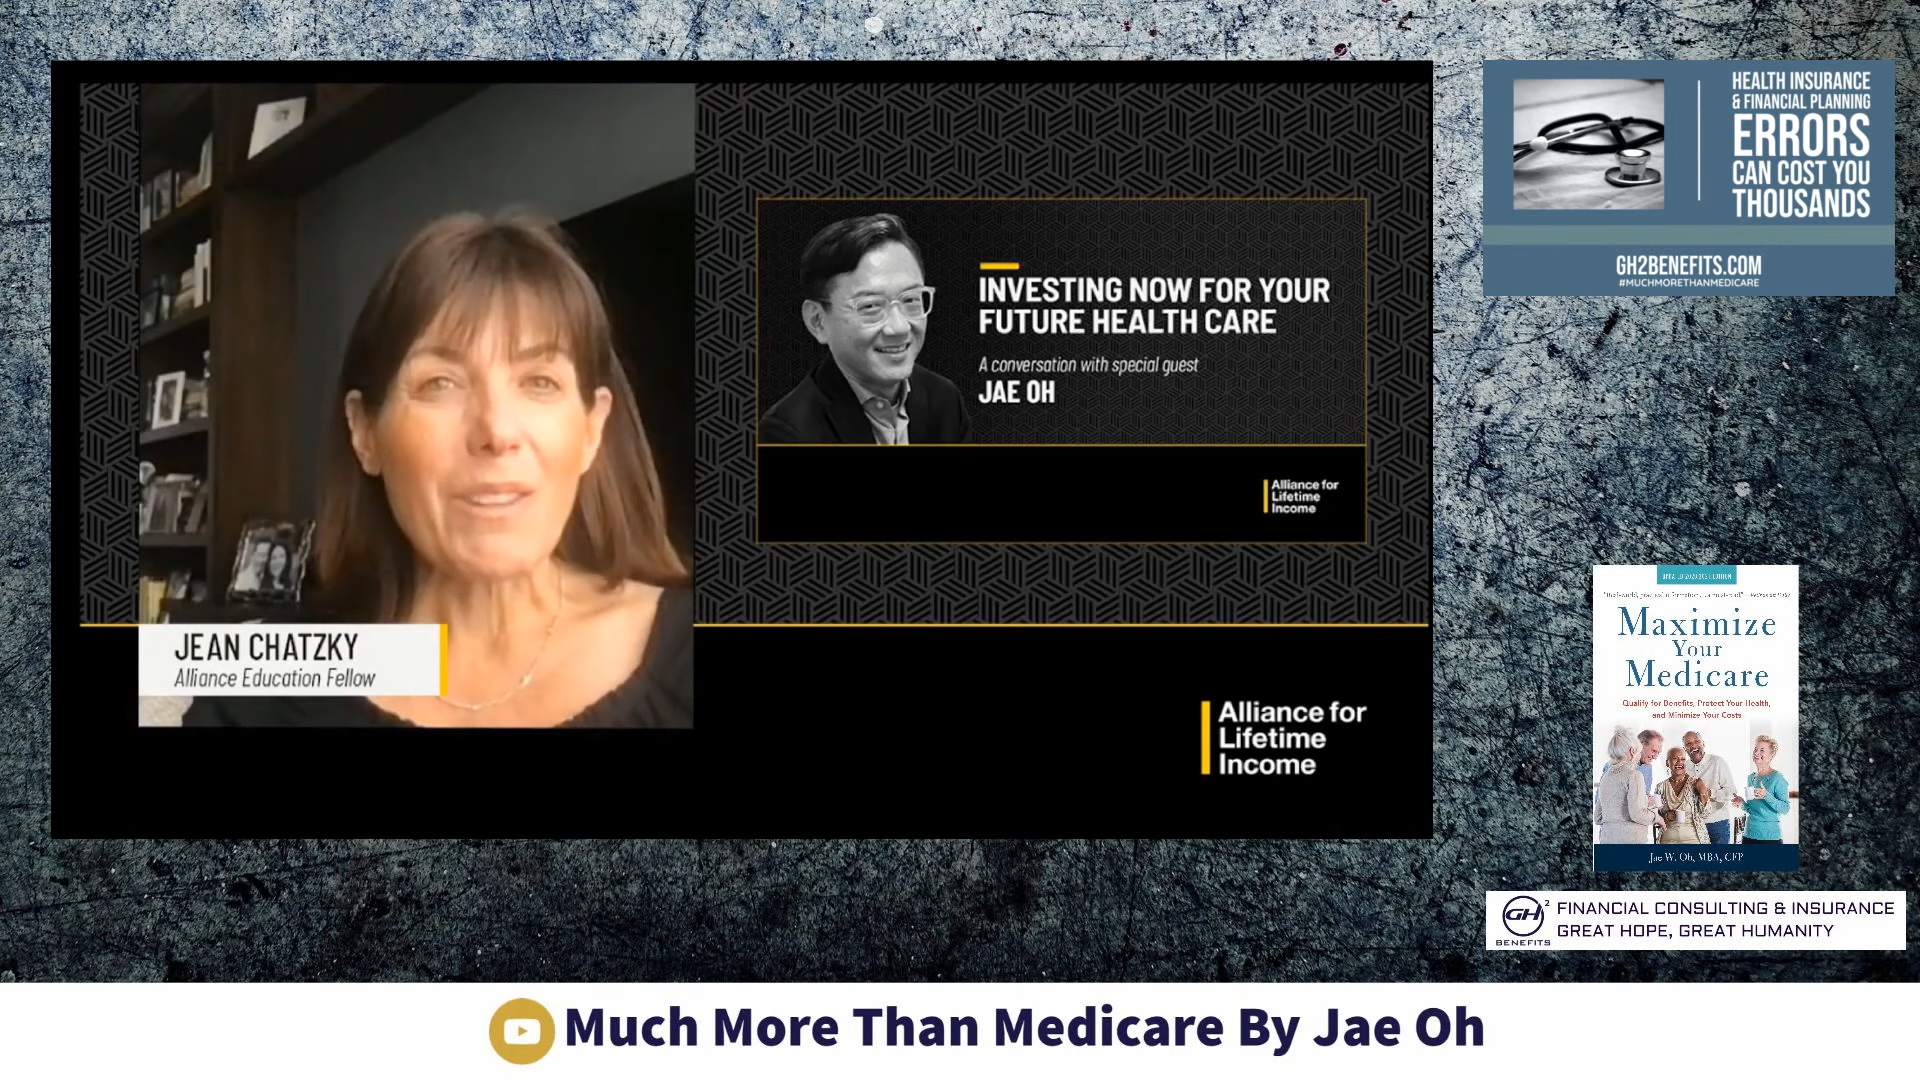 INVESTING NOW FOR YOUR
FUTURE HEALTH CARE
A conversation with special guest
JAE OH
Alliance for
Lifetime
Income
JEAN CHATZKY
Alliance Education Fellow
Alliance for
Lifetime
Income
HEALTH INSURANCE
& FINANCIAL PLANNING
ERRORS
CAN COST YOU
THOUSANDS
GH2BENEFITS.COM
#MUCHMORETHANMEDICARE
Maximize
Your
Medicare
Qualify for Benefits, Protect Your Health,
and Minimize Your Costs
Jae W. Oh, MBA, CFP
GH2
BENEFITS
FINANCIAL CONSULTING & INSURANCE
GREAT HOPE, GREAT HUMANITY
Much More Than Medicare By Jae Oh